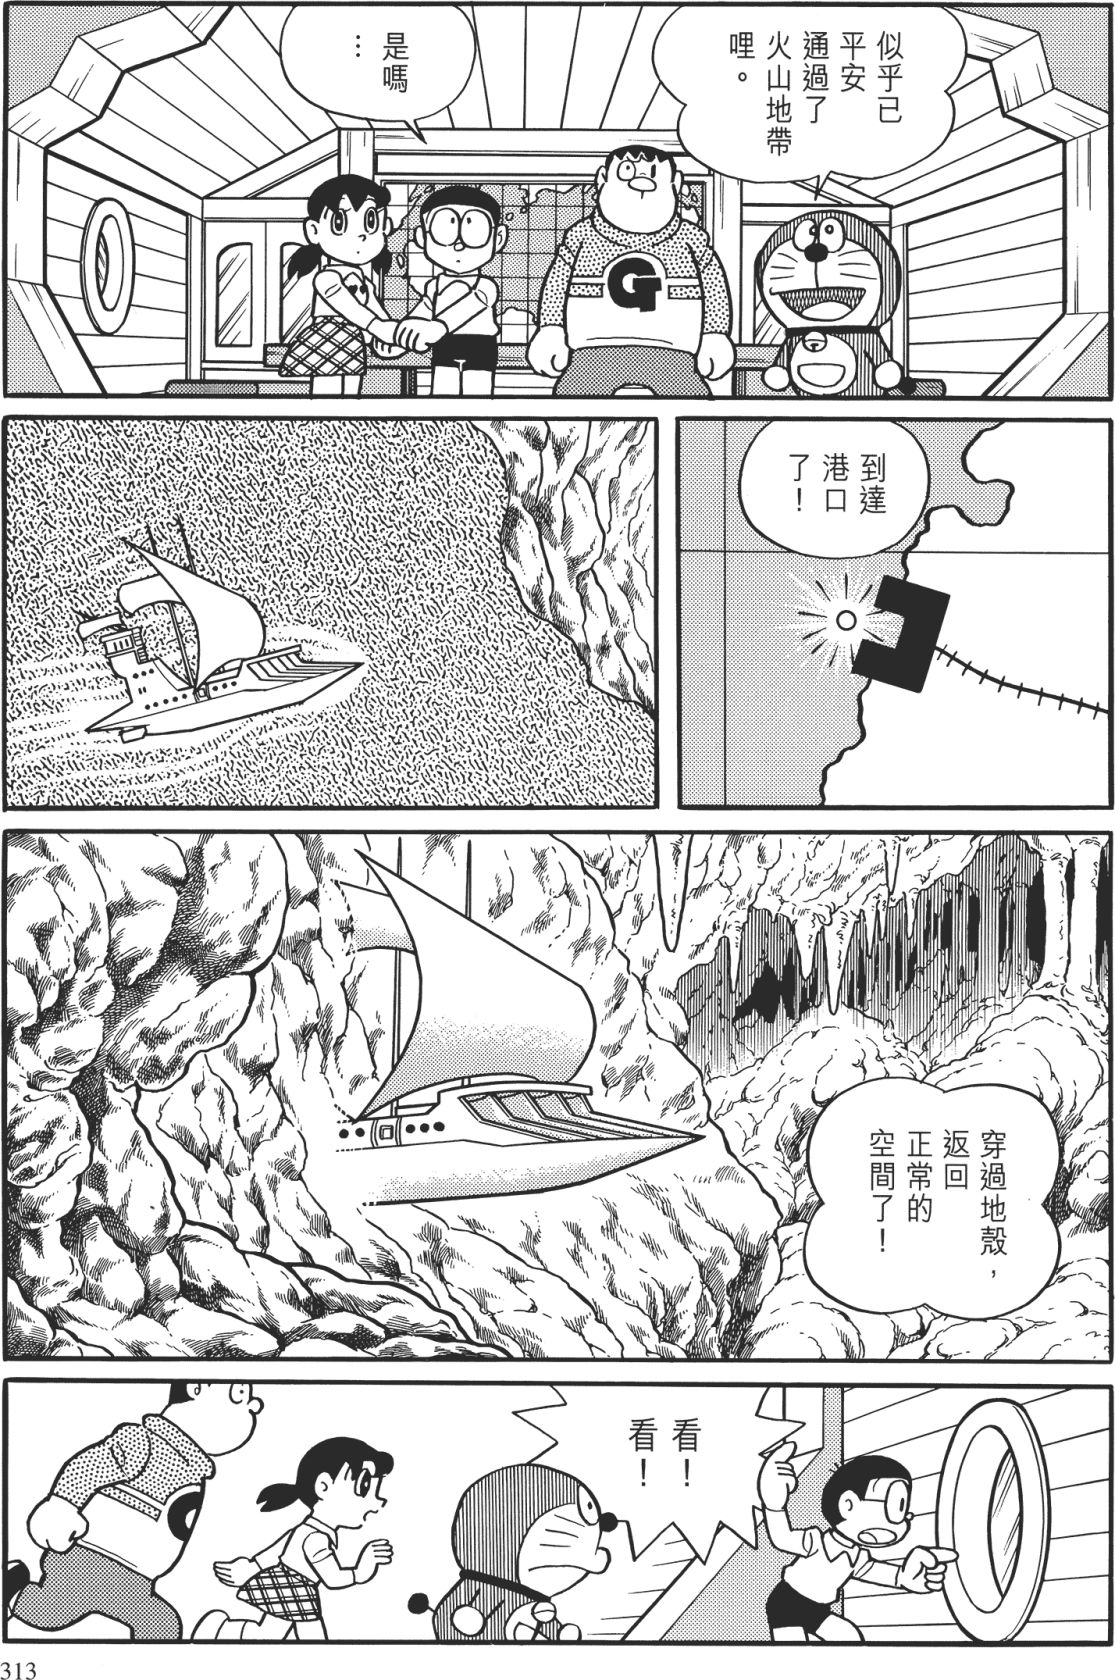 似乎已
平安
通過了
火山地帶
哩。
是嗎
…
G
到達
港口
了！
穿過地殼，
返回
正常的
空間了！
看！
看！
313